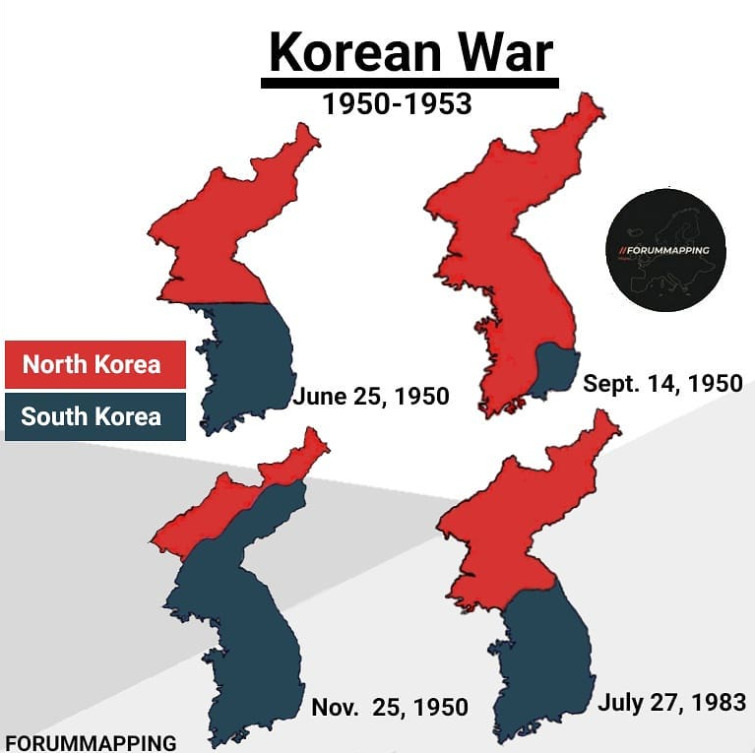 Korean War
1950-1953
//FORUMMAPPING
North Korea
South Korea
June 25, 1950
Sept. 14, 1950
Nov. 25, 1950
July 27, 1983
FORUMMAPPING